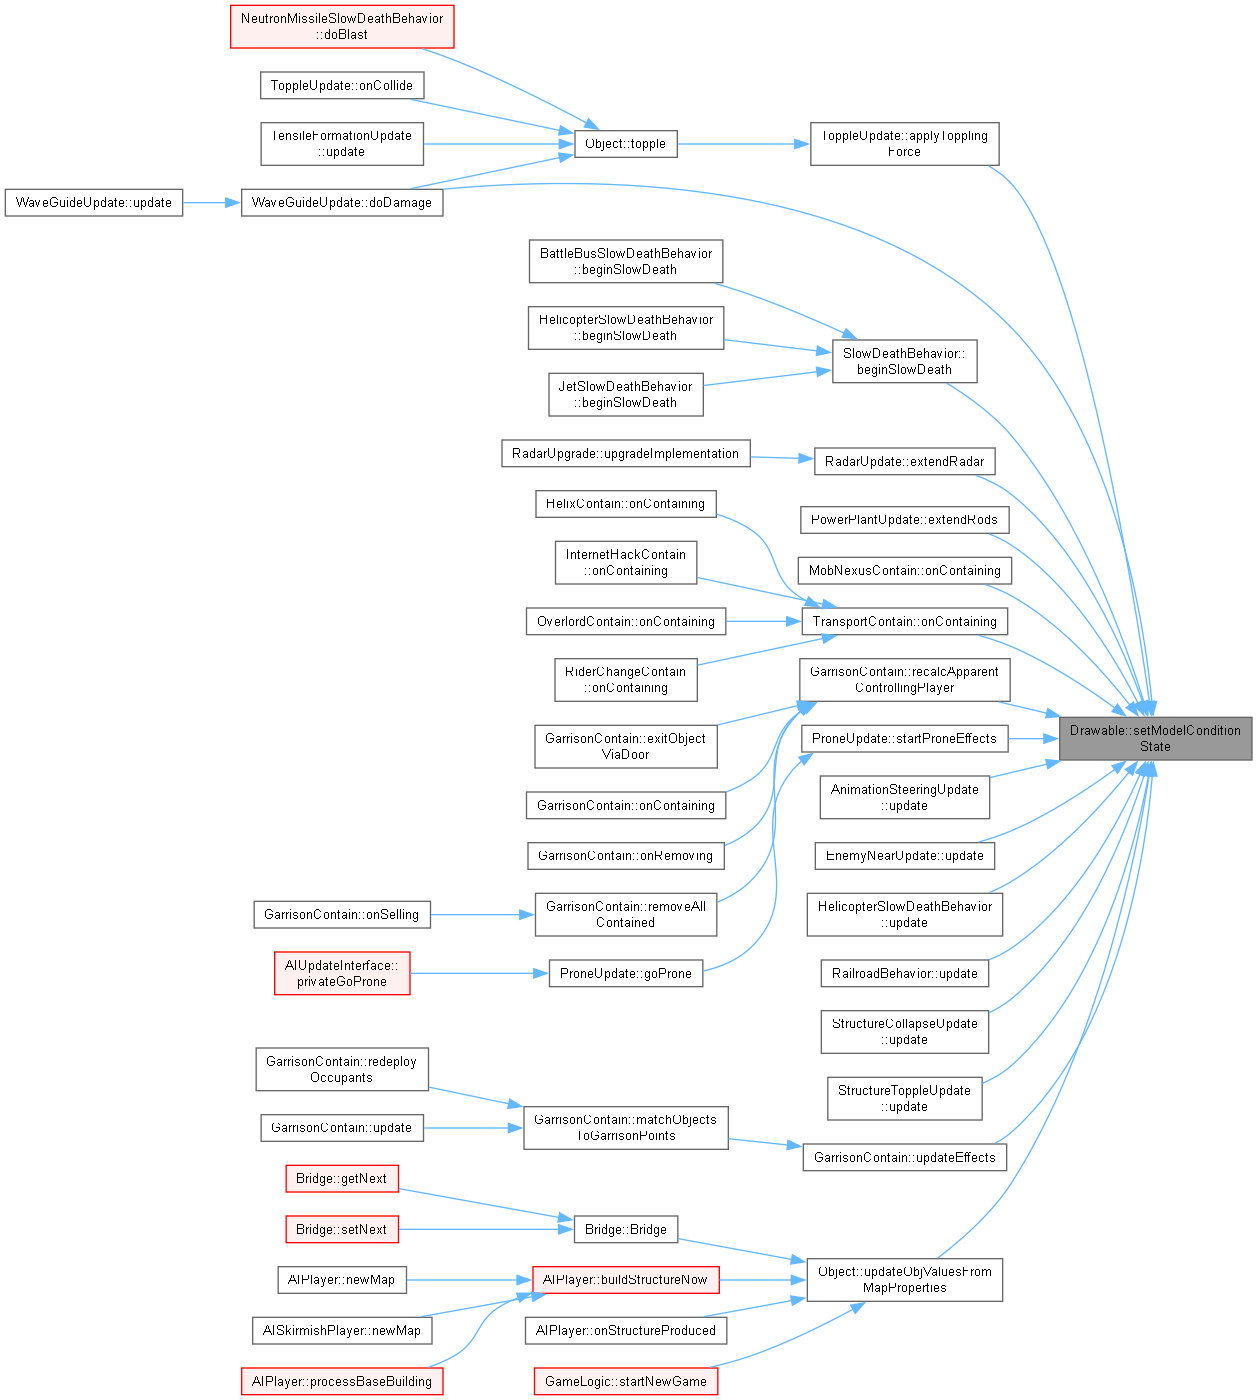 NeutronMissileSlowDeathBehavior
::doBlast
ToppleUpdate::onCollide
TensileFormationUpdate
::update
Object::topple
ToppleUpdate::applyToppling
Force
WaveGuideUpdate::update
WaveGuideUpdate::doDamage
BattleBusSlowDeathBehavior
::beginSlowDeath
HelicopterSlowDeathBehavior
::beginSlowDeath
SlowDeathBehavior::
beginSlowDeath
JetSlowDeathBehavior
::beginSlowDeath
RadarUpgrade::upgradeImplementation
RadarUpdate::extendRadar
HelixContain::onContaining
PowerPlantUpdate::extendRods
InternetHackContain
::onContaining
MobNexusContain::onContaining
OverlordContain::onContaining
TransportContain::onContaining
RiderChangeContain
::onContaining
GarrisonContain::recalcApparent
ControllingPlayer
GarrisonContain::exitObject
ViaDoor
ProneUpdate::startProneEffects
Drawable::setModelCondition
State
GarrisonContain::onContaining
AnimationSteeringUpdate
::update
GarrisonContain::onRemoving
EnemyNearUpdate::update
GarrisonContain::onSelling
GarrisonContain::removeAll
Contained
HelicopterSlowDeathBehavior
::update
AIUpdateInterface::
privateGoProne
ProneUpdate::goProne
RailroadBehavior::update
StructureCollapseUpdate
::update
GarrisonContain::redeploy
Occupants
StructureToppleUpdate
::update
GarrisonContain::update
GarrisonContain::matchObjects
ToGarrisonPoints
GarrisonContain::updateEffects
Bridge::getNext
Bridge::setNext
Bridge::Bridge
AIPlayer::newMap
AIPlayer::buildStructureNow
Object::updateObjValuesFrom
MapProperties
AISkirmishPlayer::newMap
AIPlayer::onStructureProduced
AIPlayer::processBaseBuilding
GameLogic::startNewGame